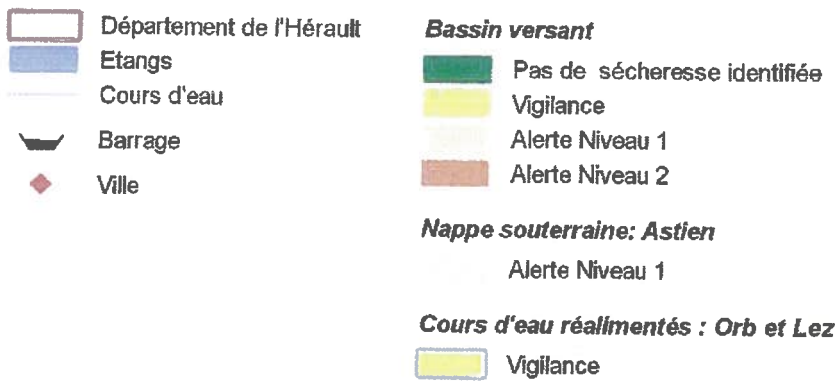 Département de l'Hérault
Etangs
Cours d'eau
Barrage
Ville
Bassin versant
Pas de sécheresse identifiée
Vigilance
Alerte Niveau 1
Alerte Niveau 2
Nappe souterraine: Astien
Alerte Niveau 1
Cours d'eau réalimentés : Orb et Lez
Vigilance